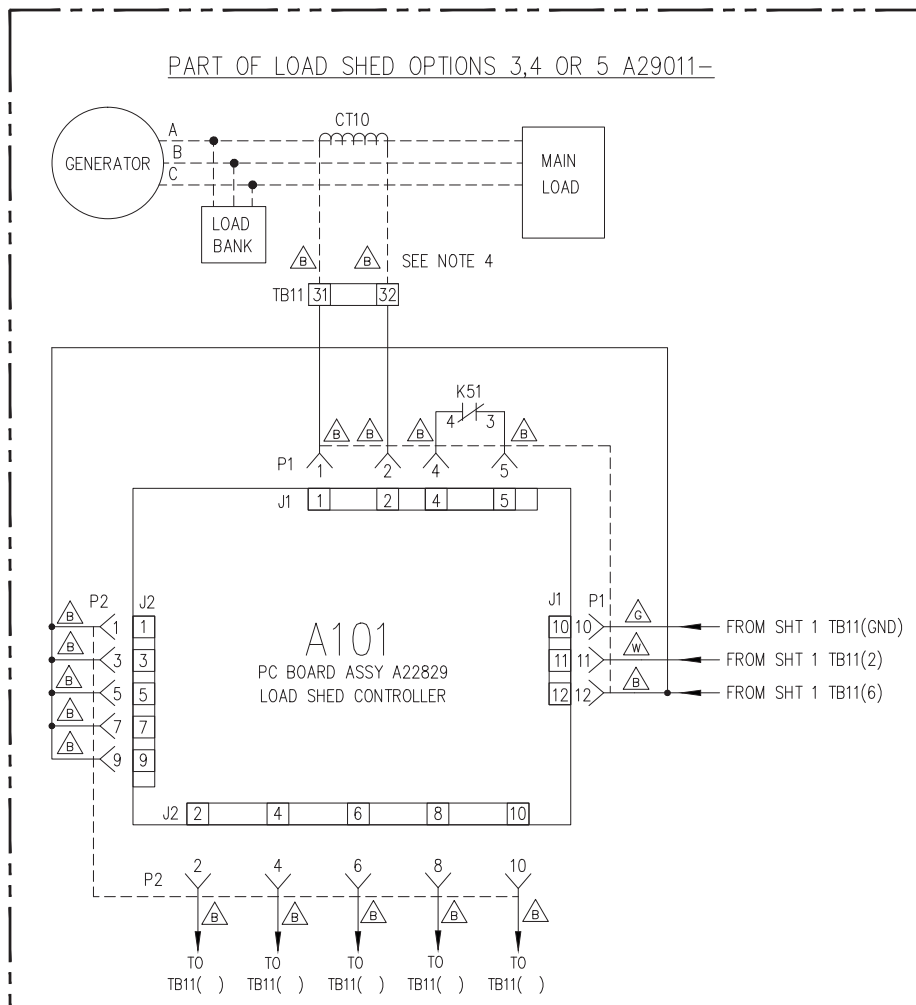 PART OF LOAD SHED OPTIONS 3,4 OR 5 A29011-
CT10
A
B
C
GENERATOR
MAIN
LOAD
LOAD
BANK
B
B
SEE NOTE 4
TB11
31
32
K51
4
3
B
B
B
B
P1
1
2
4
5
J1
1
2
4
5
A101
PC BOARD ASSY A22829
LOAD SHED CONTROLLER
P2
J2
B
1
1
B
3
3
B
5
5
B
7
7
B
9
9
J1
P1
10
10
G
FROM SHT 1 TB11(GND)
11
11
W
FROM SHT 1 TB11(2)
12
12
B
FROM SHT 1 TB11(6)
J2
2
4
6
8
10
P2
2
4
6
8
10
B
B
B
B
B
TO
TB11( )
TO
TB11( )
TO
TB11( )
TO
TB11( )
TO
TB11( )